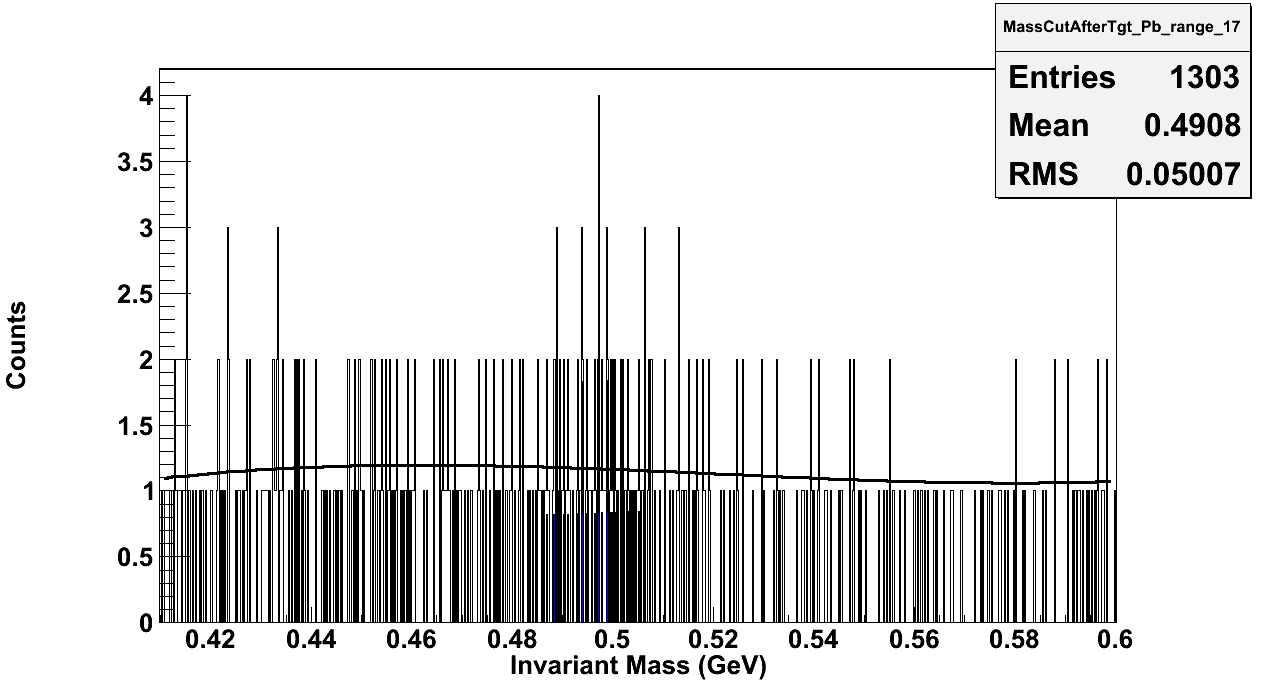 MassCutAfterTgt_Pb_range_17
Entries 1303
Mean 0.4908
RMS 0.05007
4
3.5
3
2.5
2
1.5
1
0.5
0
Counts
0.42 0.44 0.46 0.48 0.5 0.52 0.54 0.56 0.58 0.6
Invariant Mass (GeV)